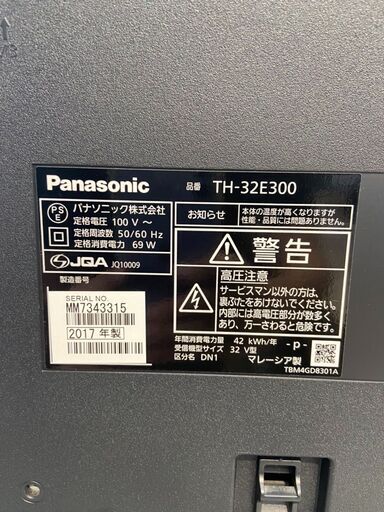 Panasonic
品番 TH-32E300
PS
E
パナソニック株式会社
定格電圧 100 V ～
定格周波数 50/60 Hz
定格消費電力 69 W
JQA JQ10009
製造番号
SERIAL NO.
MM7343315
2017 年製
お知らせ
本体の温度が高くなりますが
性能・品質には問題ありません。
警告
高圧注意
サービスマン以外の方は、
裏ぶたをあけないでください。
内部には高電圧部分が数多く
あり、万一さわると危険です。
年間消費電力量 42 kWh/年
受信機型サイズ 32 V型
区分名 DN1
-p-
マレーシア製
TBM4GD8301A